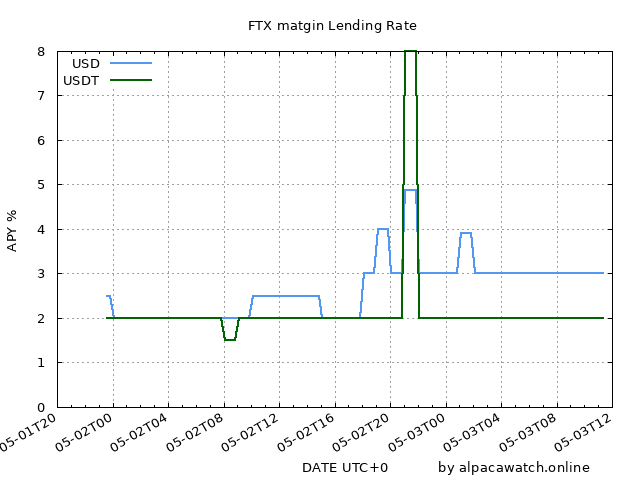 FTX matgin Lending Rate
USD
USDT
8
7
6
5
4
3
2
1
0
APY %
05-01T20
05-02T00
05-02T04
05-02T08
05-02T12
05-02T16
05-02T20
05-03T00
05-03T04
05-03T08
05-03T12
DATE UTC+0
by alpacawatch.online